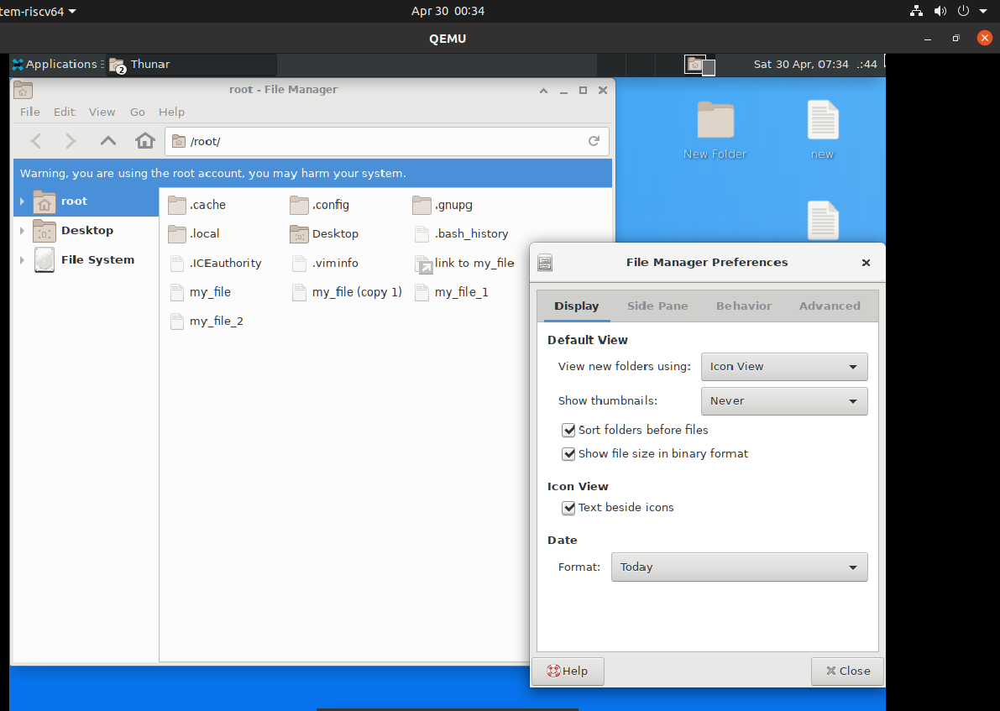 tem-riscv64
Apr 30 00:34
QEMU
Applications
2
Thunar
Sat 30 Apr, 07:34 .:44
root - File Manager
File Edit View Go Help
/root/
Warning, you are using the root account, you may harm your system.
root
Desktop
File System
.cache .config .gnupg
.local Desktop .bash_history
.ICEauthority .viminfo link to my_file
my_file my_file (copy 1) my_file_1
my_file_2
New Folder
new
File Manager Preferences
Display Side Pane Behavior Advanced
Default View
View new folders using: Icon View
Show thumbnails: Never
Sort folders before files
Show file size in binary format
Icon View
Text beside icons
Date
Format: Today
Help
Close